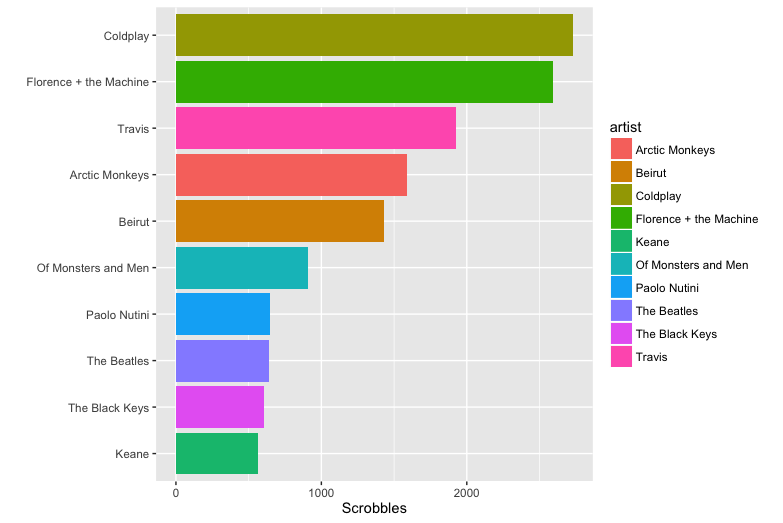 Coldplay
Florence + the Machine
Travis
Arctic Monkeys
Beirut
Of Monsters and Men
Paolo Nutini
The Beatles
The Black Keys
Keane
0 1000 2000
Scrobbles
artist
Arctic Monkeys
Beirut
Coldplay
Florence + the Machine
Keane
Of Monsters and Men
Paolo Nutini
The Beatles
The Black Keys
Travis